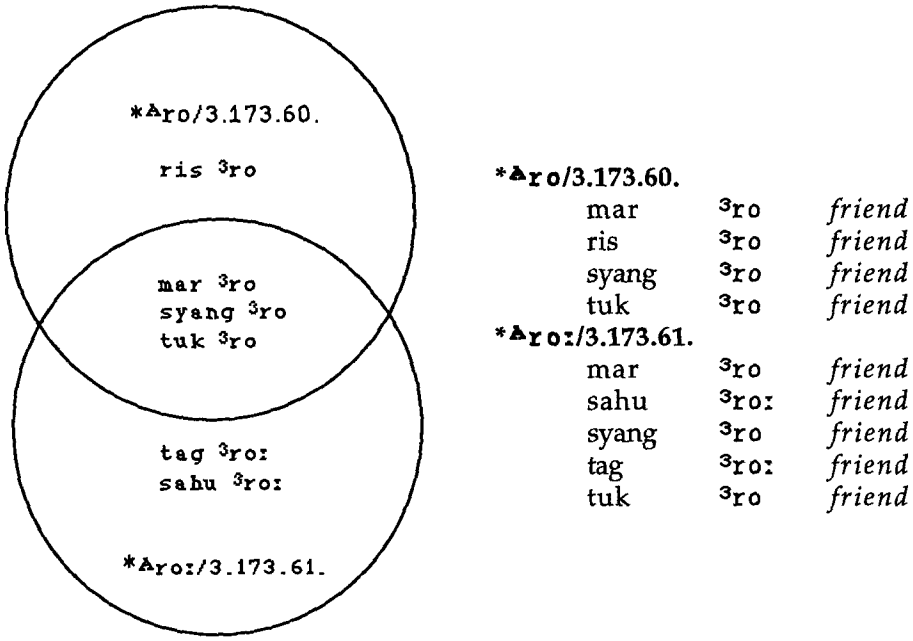 *ᴬro/3.173.60.
ris ³ro
mar ³ro
syang ³ro
tuk ³ro
tag ³roː
sahu ³roː
*ᴬroː/3.173.61.
*ᴬro/3.173.60.
mar ³ro friend
ris ³ro friend
syang ³ro friend
tuk ³ro friend
*ᴬroː/3.173.61.
mar ³ro friend
sahu ³roː friend
syang ³ro friend
tag ³roː friend
tuk ³ro friend